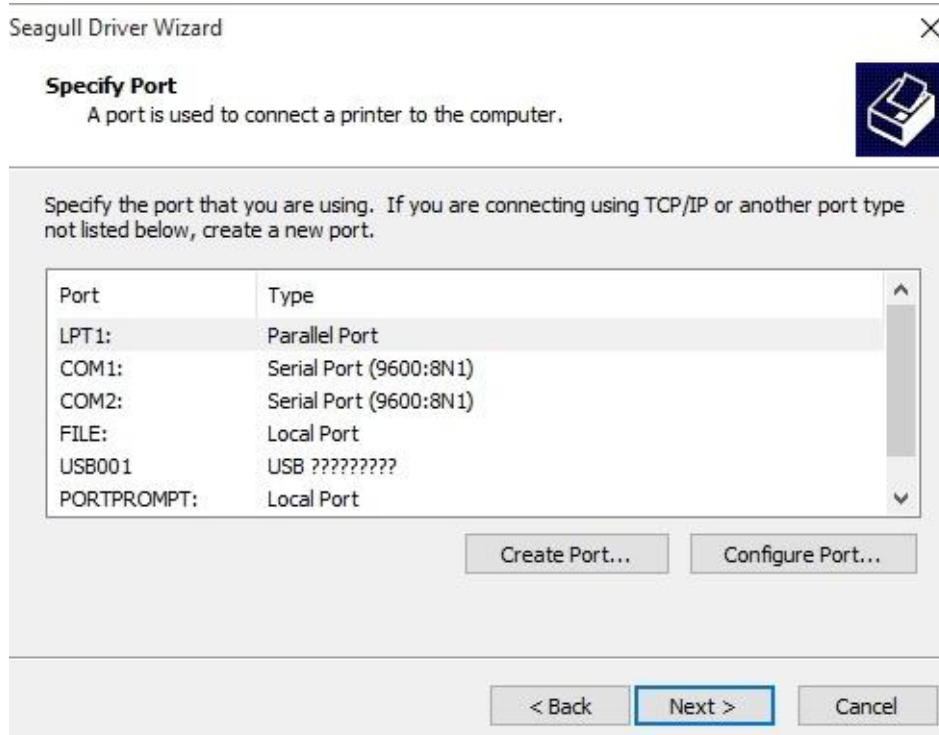 Seagull Driver Wizard
Specify Port
A port is used to connect a printer to the computer.
Specify the port that you are using. If you are connecting using TCP/IP or another port type
not listed below, create a new port.
Port Type
LPT1: Parallel Port
COM1: Serial Port (9600:8N1)
COM2: Serial Port (9600:8N1)
FILE: Local Port
USB001 USB ?????????
PORTPROMPT: Local Port
Create Port... Configure Port...
< Back Next > Cancel